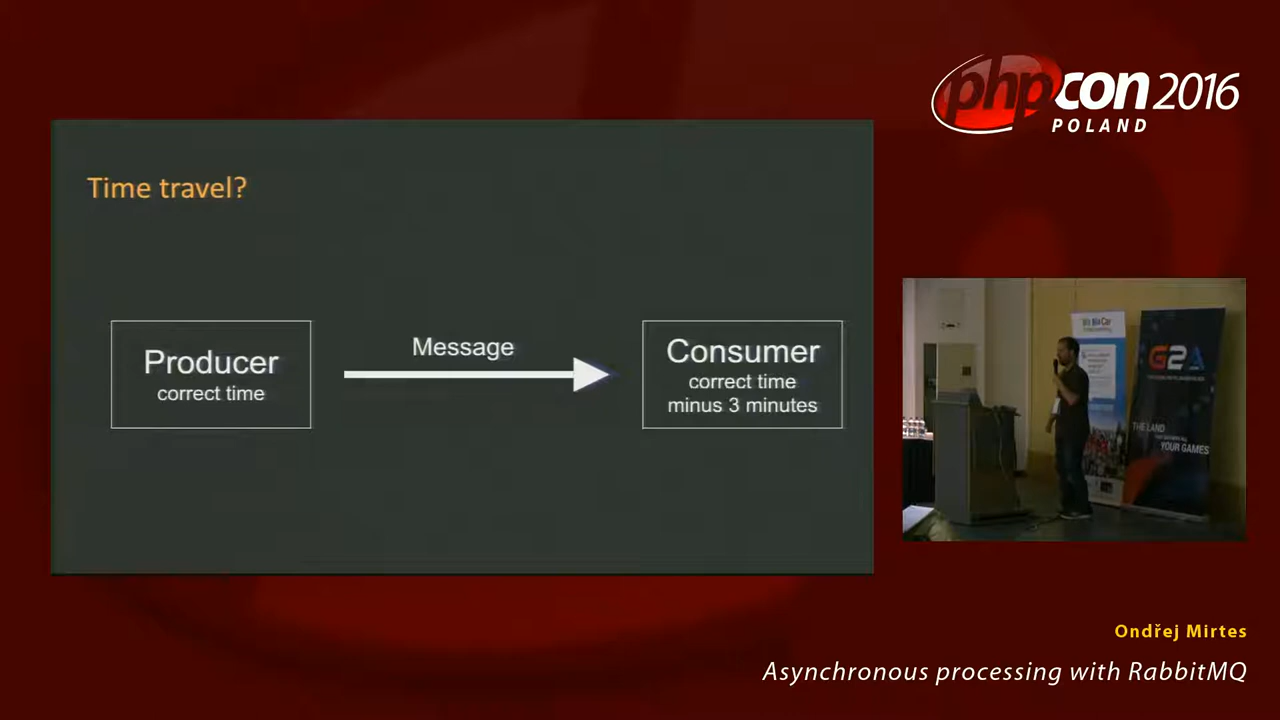 phpcon 2016
POLAND
Time travel?
Producer
correct time
Message
Consumer
correct time
minus 3 minutes
G2A
THE LAND
YOUR GAMES
Ondřej Mirtes
Asynchronous processing with RabbitMQ